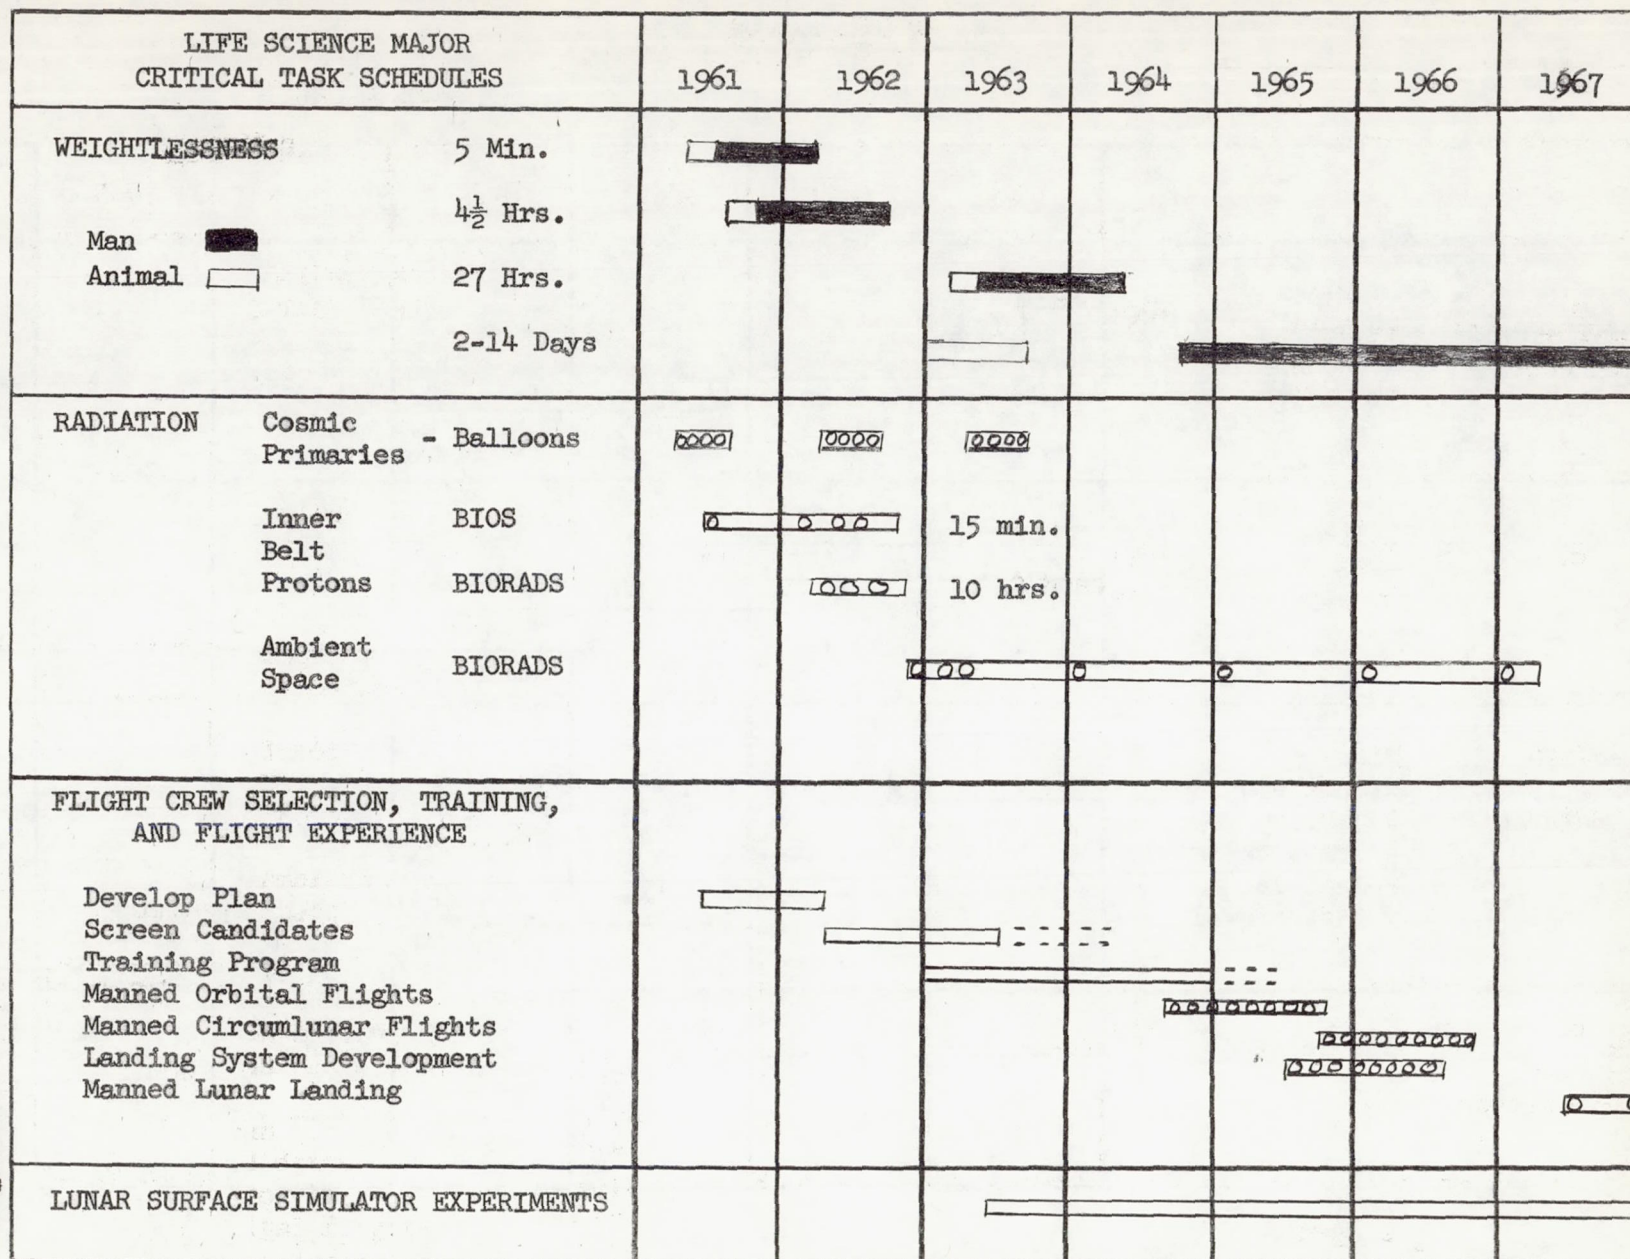 LIFE SCIENCE MAJOR
CRITICAL TASK SCHEDULES
1961 1962 1963 1964 1965 1966 1967
WEIGHTLESSNESS 5 Min.
4½ Hrs.
Man
Animal 27 Hrs.
2-14 Days
RADIATION Cosmic
Primaries - Balloons
Inner BIOS 15 min.
Belt
Protons BIORADS 10 hrs.
Ambient
Space BIORADS
FLIGHT CREW SELECTION, TRAINING,
AND FLIGHT EXPERIENCE
Develop Plan
Screen Candidates
Training Program
Manned Orbital Flights
Manned Circumlunar Flights
Landing System Development
Manned Lunar Landing
LUNAR SURFACE SIMULATOR EXPERIMENTS